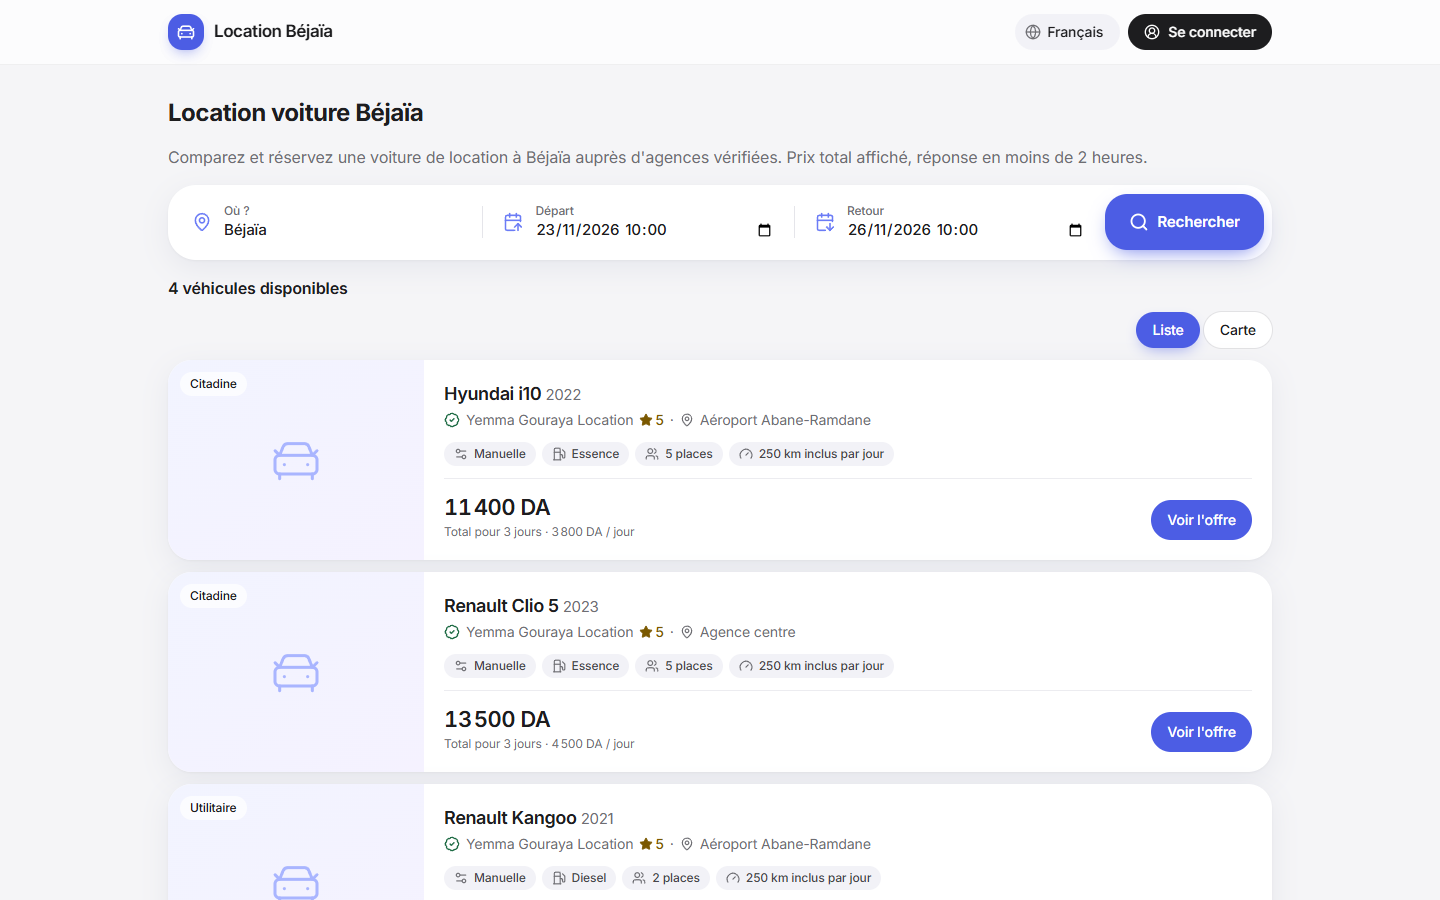 Location Béjaïa
Français
Se connecter
Location voiture Béjaïa
Comparez et réservez une voiture de location à Béjaïa auprès d'agences vérifiées. Prix total affiché, réponse en moins de 2 heures.
Où ?
Béjaïa
Départ
23/11/2026 10:00
Retour
26/11/2026 10:00
Rechercher
4 véhicules disponibles
Liste
Carte
Citadine
Hyundai i10 2022
Yemma Gouraya Location 5 · Aéroport Abane-Ramdane
Manuelle
Essence
5 places
250 km inclus par jour
11 400 DA
Total pour 3 jours · 3 800 DA / jour
Voir l'offre
Citadine
Renault Clio 5 2023
Yemma Gouraya Location 5 · Agence centre
Manuelle
Essence
5 places
250 km inclus par jour
13 500 DA
Total pour 3 jours · 4 500 DA / jour
Voir l'offre
Utilitaire
Renault Kangoo 2021
Yemma Gouraya Location 5 · Aéroport Abane-Ramdane
Manuelle
Diesel
2 places
250 km inclus par jour